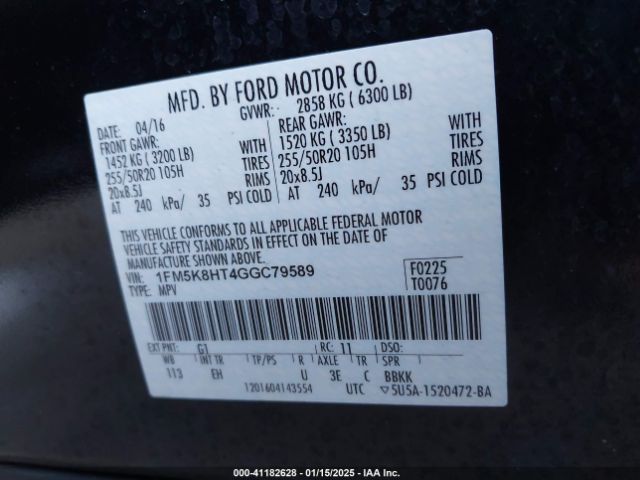 MFD. BY FORD MOTOR CO.
DATE: 04/16 GVWR: 2858 KG ( 6300 LB)
FRONT GAWR: REAR GAWR:
1452 KG ( 3200 LB) WITH 1520 KG ( 3350 LB) WITH
255/50R20 105H TIRES 255/50R20 105H TIRES
20x8.5J RIMS 20x8.5J RIMS
AT 240 kPa/ 35 PSI COLD AT 240 kPa/ 35 PSI COLD
THIS VEHICLE CONFORMS TO ALL APPLICABLE FEDERAL MOTOR
VEHICLE SAFETY STANDARDS IN EFFECT ON THE DATE OF
MANUFACTURE SHOWN ABOVE.
VIN: 1FM5K8HT4GGC79589 F0225
TYPE: MPV T0076
EXT PNT: G1 RC: 11 DSO:
WB INT TR TP/PS R AXLE TR SPR
113 EH U 3E C BBKK
1201604143554 UTC ▽5U5A-1520472-BA
000-41182628 - 01/15/2025 - IAA Inc.